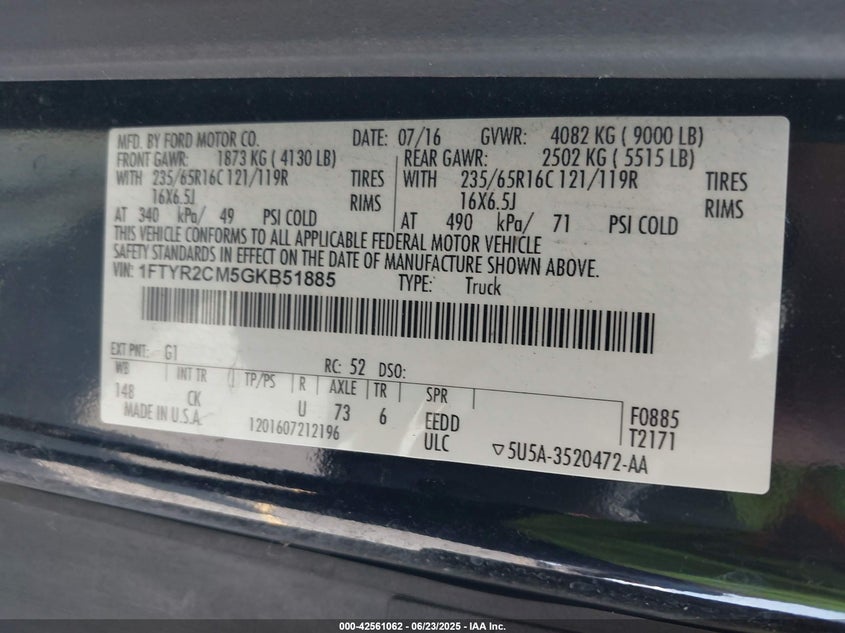 MFD. BY FORD MOTOR CO. DATE: 07/16 GVWR: 4082 KG ( 9000 LB)
FRONT GAWR: 1873 KG ( 4130 LB) REAR GAWR: 2502 KG ( 5515 LB)
WITH 235/65R16C 121/119R TIRES WITH 235/65R16C 121/119R TIRES
16X6.5J RIMS 16X6.5J RIMS
AT 340 kPa/ 49 PSI COLD AT 490 kPa/ 71 PSI COLD
THIS VEHICLE CONFORMS TO ALL APPLICABLE FEDERAL MOTOR VEHICLE
SAFETY STANDARDS IN EFFECT ON THE DATE OF MANUFACTURE SHOWN ABOVE.
VIN: 1FTYR2CM5GKB51885 TYPE: Truck
EXT PNT: G1 RC: 52 DSO:
WB INT TR TP/PS R AXLE TR SPR
148 CK U 73 6 EEDD F0885
MADE IN U.S.A. 1201607212196 ULC T2171
▽5U5A-3520472-AA
000-42561062 - 06/23/2025 - IAA Inc.